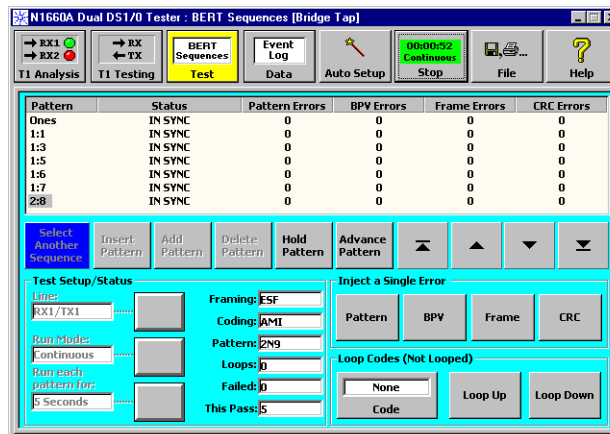 N1660A Dual DS1/0 Tester : BERT Sequences [Bridge Tap]
RX1 RX BERT Event 00:00:52
RX2 TX Sequences Log Continuous
T1 Analysis T1 Testing Test Data Auto Setup Stop File Help
Pattern Status Pattern Errors BPV Errors Frame Errors CRC Errors
Ones IN SYNC 0 0 0 0
1:1 IN SYNC 0 0 0 0
1:3 IN SYNC 0 0 0 0
1:5 IN SYNC 0 0 0 0
1:6 IN SYNC 0 0 0 0
1:7 IN SYNC 0 0 0 0
2:8 IN SYNC 0 0 0 0
Select Another Sequence
Insert Pattern
Add Pattern
Delete Pattern
Hold Pattern
Advance Pattern
Test Setup/Status
Line:
RX1/TX1
Run Mode:
Continuous
Run each
pattern for:
5 Seconds
Framing: ESF
Coding: AMI
Pattern: 2N9
Loops: 0
Failed: 0
This Pass: 5
Inject a Single Error
Pattern BPV Frame CRC
Loop Codes (Not Looped)
None
Code
Loop Up
Loop Down